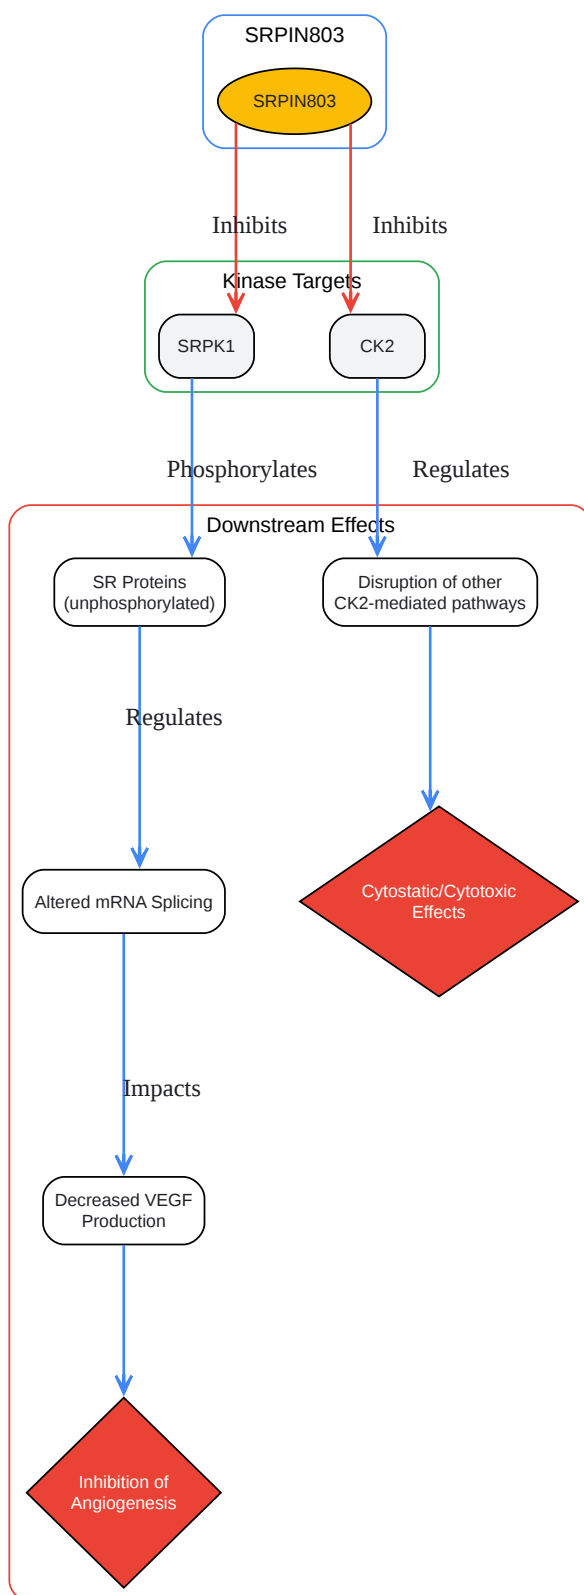 SRPIN803
SRPIN803
Inhibits
Inhibits
Kinase Targets
SRPK1
CK2
Phosphorylates
Regulates
Downstream Effects
SR Proteins
(unphosphorylated)
Disruption of other
CK2-mediated pathways
Regulates
Altered mRNA Splicing
Cytostatic/Cytotoxic
Effects
Impacts
Decreased VEGF
Production
Inhibition of
Angiogenesis